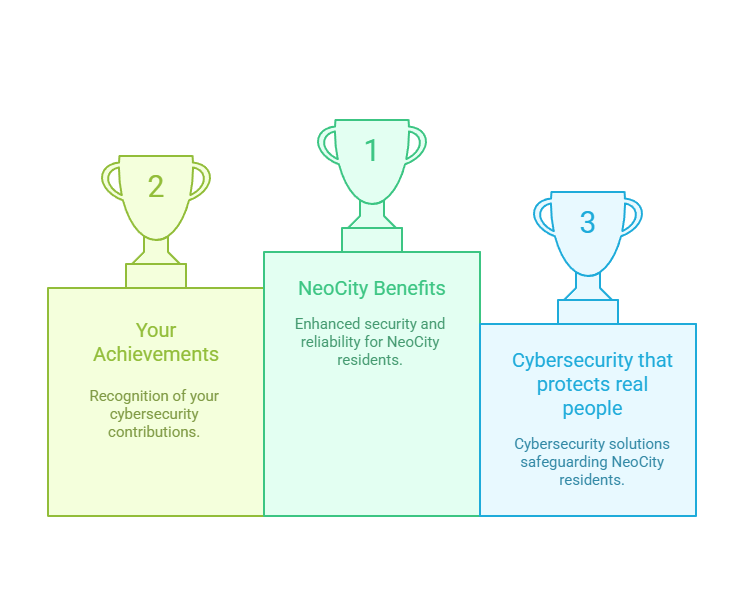 2
Your
Achievements
Recognition of your
cybersecurity
contributions.
1
NeoCity Benefits
Enhanced security and
reliability for NeoCity
residents.
3
Cybersecurity that
protects real
people
Cybersecurity solutions
safeguarding NeoCity
residents.